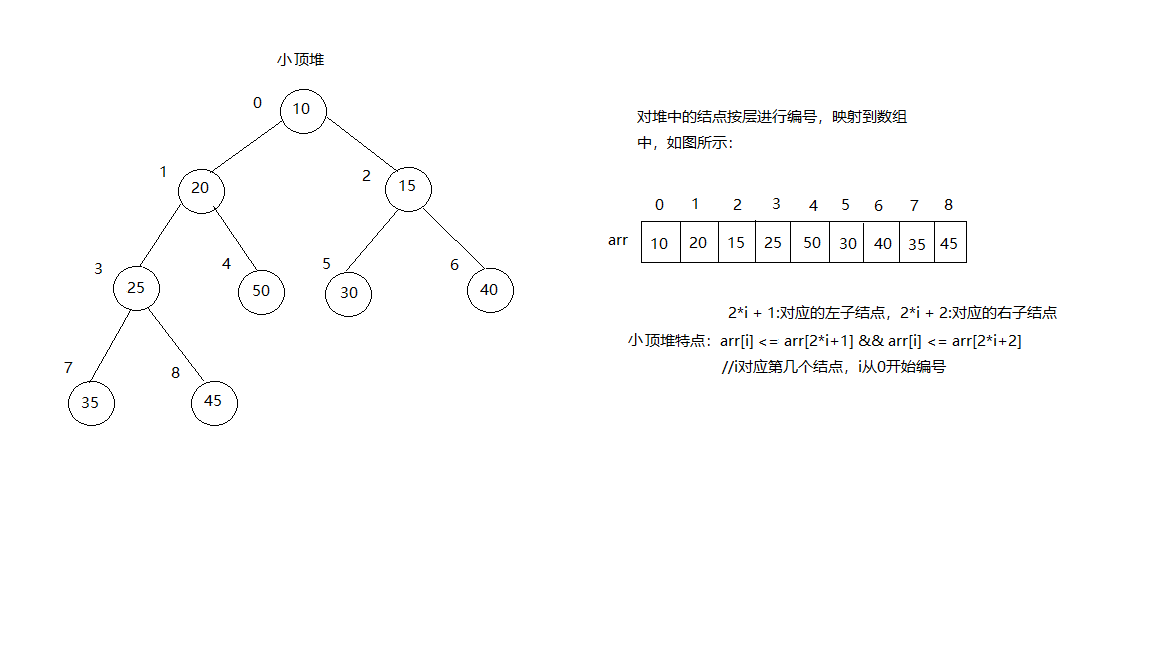 小顶堆
0
10
1
20
2
15
3
25
4
50
5
30
6
40
7
35
8
45
对堆中的结点按层进行编号，映射到数组
中，如图所示：
0 1 2 3 4 5 6 7 8
arr 10 20 15 25 50 30 40 35 45
2*i + 1:对应的左子结点，2*i + 2:对应的右子结点
小顶堆特点：arr[i] <= arr[2*i+1] && arr[i] <= arr[2*i+2]
//i对应第几个结点，i从0开始编号